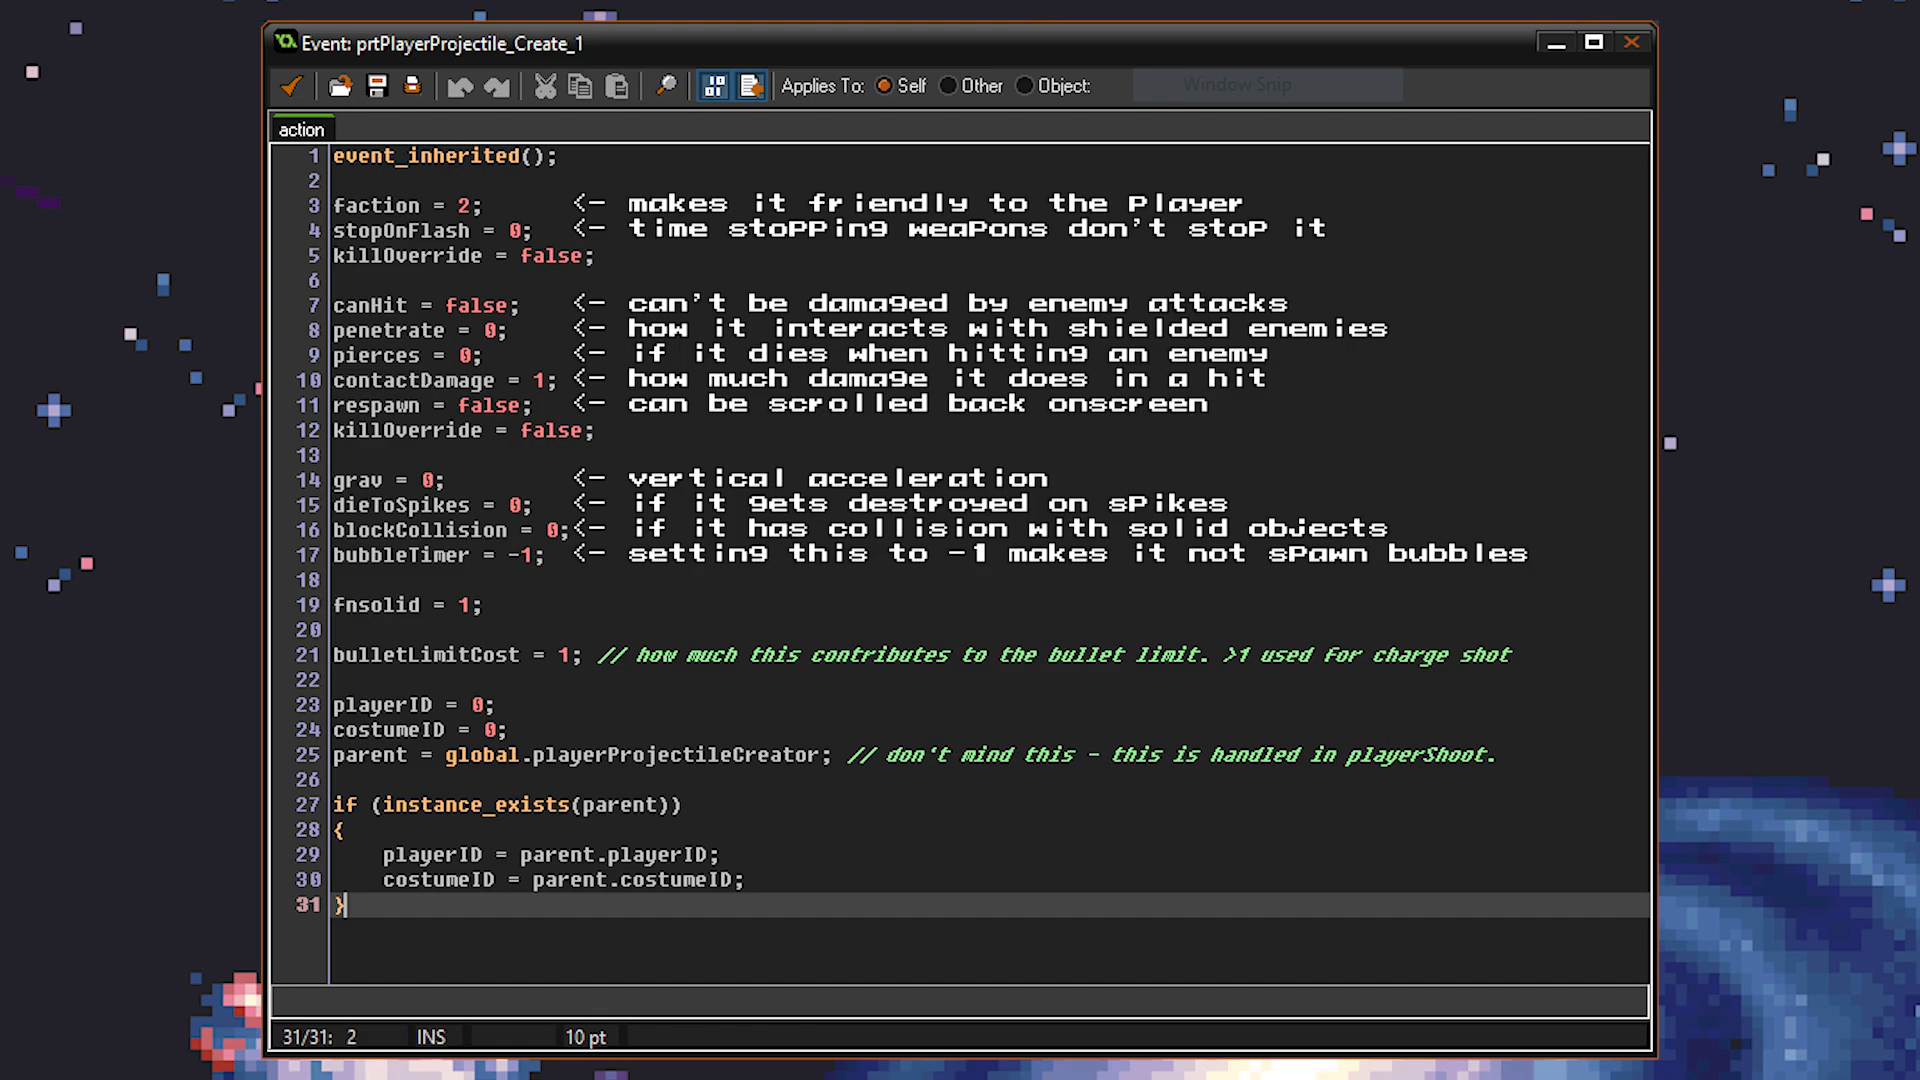 Event: prtPlayerProjectile_Create_1
Applies To: Self Other Object: Window Snip
action
1 event_inherited();
2
3 faction = 2; <- makes it friendly to the Player
4 stopOnFlash = 0; <- time stopping weapons don't stop it
5 killOverride = false;
6
7 canHit = false; <- can't be damaged by enemy attacks
8 penetrate = 0; <- how it interacts with shielded enemies
9 pierces = 0; <- if it dies when hitting an enemy
10 contactDamage = 1; <- how much damage it does in a hit
11 respawn = false; <- can be scrolled back onscreen
12 killOverride = false;
13
14 grav = 0; <- vertical acceleration
15 dieToSpikes = 0; <- if it gets destroyed on spikes
16 blockCollision = 0; <- if it has collision with solid objects
17 bubbleTimer = -1; <- setting this to -1 makes it not spawn bubbles
18
19 fnsolid = 1;
20
21 bulletLimitCost = 1; // how much this contributes to the bullet limit. >1 used for charge shot
22
23 playerID = 0;
24 costumeID = 0;
25 parent = global.playerProjectileCreator; // don't mind this - this is handled in playerShoot.
26
27 if (instance_exists(parent))
28 {
29 playerID = parent.playerID;
30 costumeID = parent.costumeID;
31 }
31/31: 2 INS 10 pt